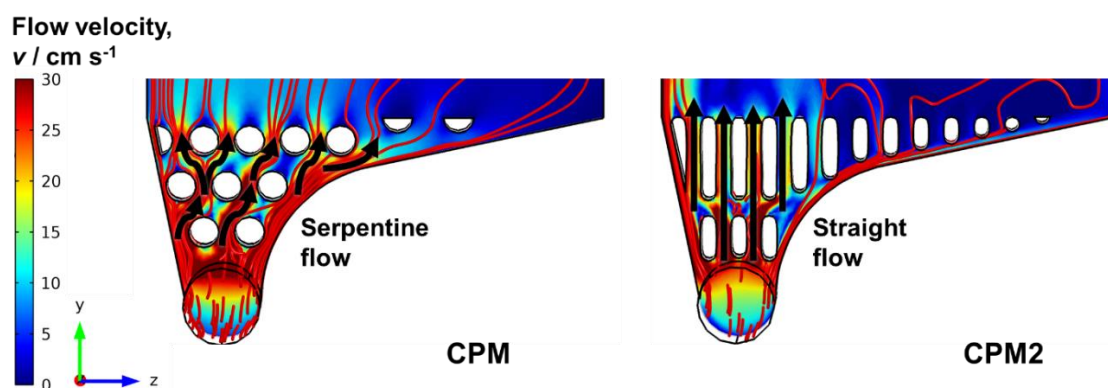 Flow velocity,
v / cm s⁻¹
30
25
20
15
10
5
0
y
z
Serpentine
flow
CPM
Straight
flow
CPM2